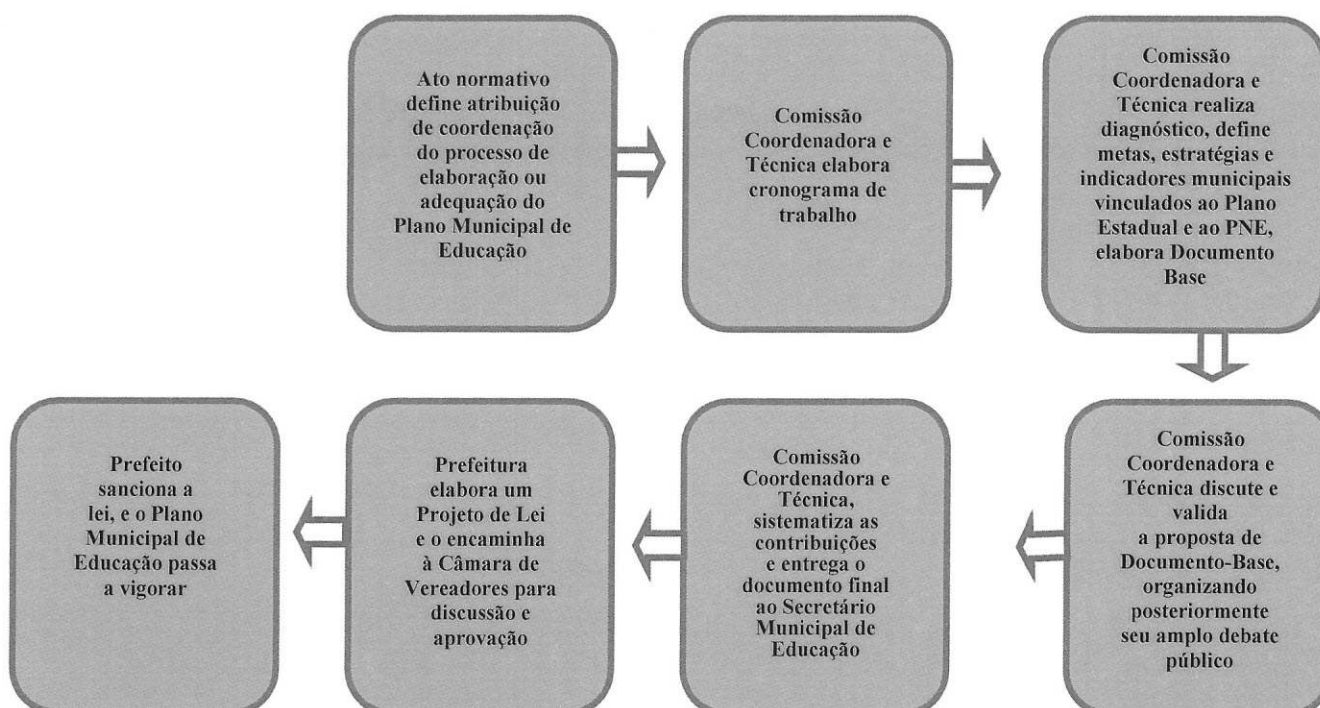 Ato normativo
define atribuição
de coordenação
do processo de
elaboração ou
adequação do
Plano Municipal de
Educação
Comissão
Coordenadora e
Técnica elabora
cronograma de
trabalho
Comissão
Coordenadora e
Técnica realiza
diagnóstico, define
metas, estratégias e
indicadores municipais
vinculados ao Plano
Estadual e ao PNE,
elabora Documento
Base
Comissão
Coordenadora e
Técnica discute e
valida
a proposta de
Documento-Base,
organizando
posteriormente
seu amplo debate
público
Comissão
Coordenadora e
Técnica,
sistematiza as
contribuições
e entrega o
documento final
ao Secretário
Municipal de
Educação
Prefeitura
elabora um
Projeto de Lei
e o encaminha
à Câmara de
Vereadores para
discussão e
aprovação
Prefeito
sanciona a
lei, e o Plano
Municipal de
Educação passa
a vigorar